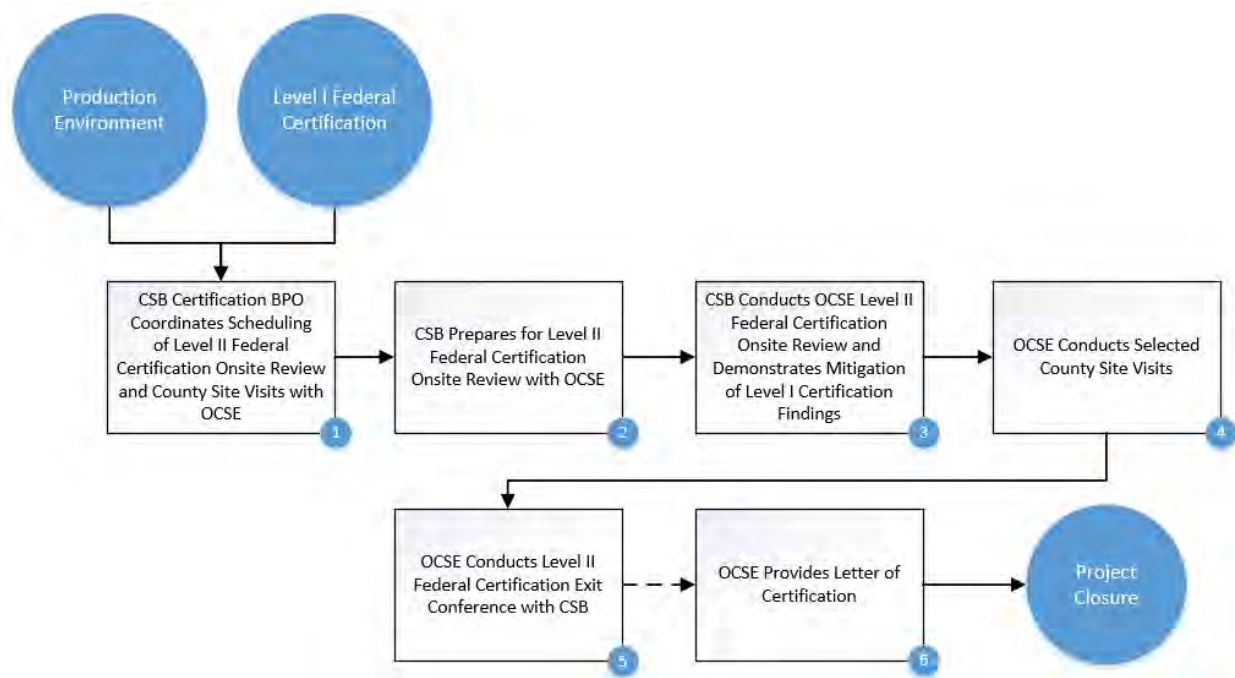 Production
Environment
Level I Federal
Certification
CSB Certification BPO
Coordinates Scheduling
of Level II Federal
Certification Onsite Review
and County Site Visits with
OCSE
1
CSB Prepares for Level II
Federal Certification
Onsite Review with OCSE
2
CSB Conducts OCSE Level II
Federal Certification
Onsite Review and
Demonstrates Mitigation
of Level I Certification
Findings
3
OCSE Conducts Selected
County Site Visits
4
OCSE Conducts Level II
Federal Certification Exit
Conference with CSB
5
OCSE Provides Letter of
Certification
6
Project
Closure